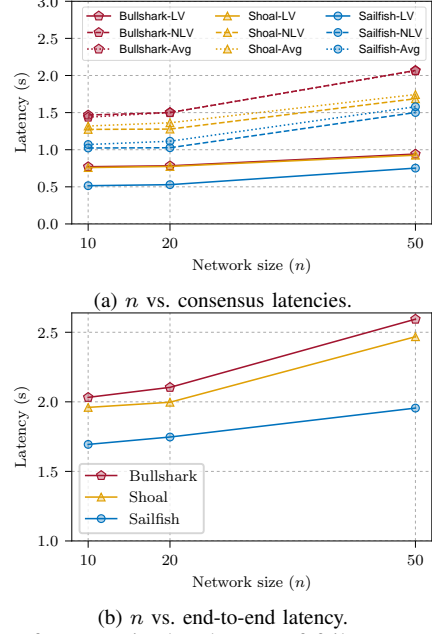 3.0
2.5
2.0
1.5
1.0
0.5
0.0
Latency (s)
Bullshark-LV Shoal-LV Sailfish-LV
Bullshark-NLV Shoal-NLV Sailfish-NLV
Bullshark-Avg Shoal-Avg Sailfish-Avg
10 20 50
Network size (n)
(a) n vs. consensus latencies.
2.5
2.0
1.5
1.0
Latency (s)
Bullshark
Shoal
Sailfish
10 20 50
Network size (n)
(b) n vs. end-to-end latency.